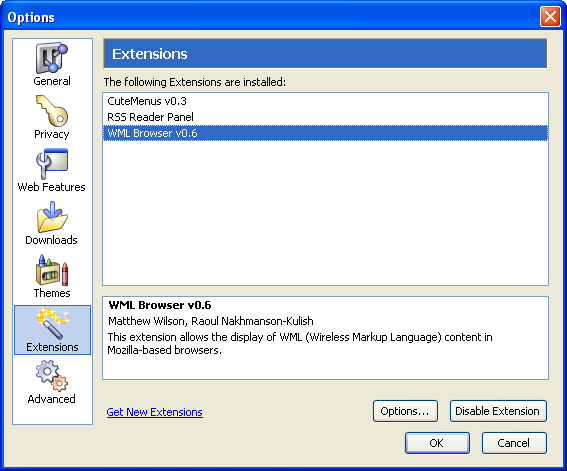 Options
General
Privacy
Web Features
Downloads
Themes
Extensions
Advanced
Extensions
The following Extensions are installed:
CuteMenus v0.3
RSS Reader Panel
WML Browser v0.6
WML Browser v0.6
Matthew Wilson, Raoul Nakhmanson-Kulish
This extension allows the display of WML (Wireless Markup Language) content in
Mozilla-based browsers.
Get New Extensions
Options...
Disable Extension
OK
Cancel